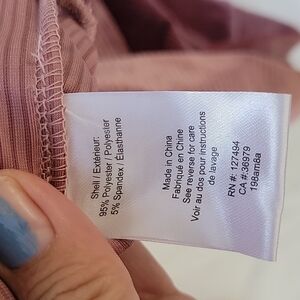 Shell / Extérieur:
95% Polyester / Polyester
5% Spandex / Élasthanne
Made in China
Fabriqué en Chine
See reverse for care
Voir au dos pour instructions
de lavage
RN #: 127494
CA #:36979
198am8a